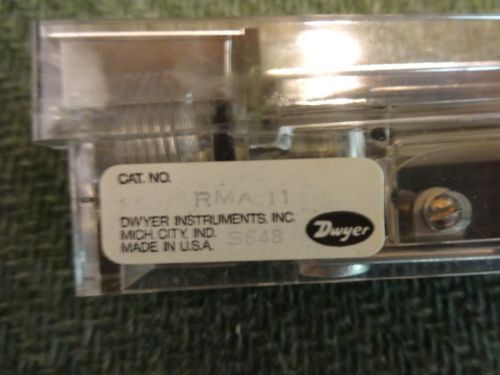 CAT. NO.
RMA 11
DWYER INSTRUMENTS, INC.
MICH. CITY, IND.
MADE IN U.S.A. S648
Dwyer